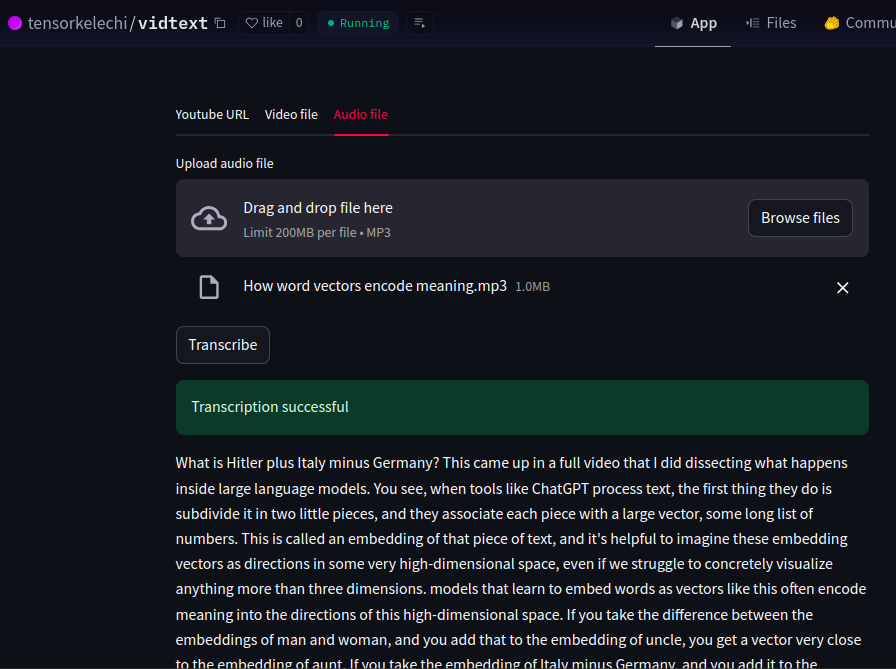 tensorkelechi/vidtext like 0 Running App Files Commu
Youtube URL Video file Audio file
Upload audio file
Drag and drop file here
Limit 200MB per file • MP3
Browse files
How word vectors encode meaning.mp3 1.0MB
Transcribe
Transcription successful
What is Hitler plus Italy minus Germany? This came up in a full video that I did dissecting what happens
inside large language models. You see, when tools like ChatGPT process text, the first thing they do is
subdivide it in two little pieces, and they associate each piece with a large vector, some long list of
numbers. This is called an embedding of that piece of text, and it's helpful to imagine these embedding
vectors as directions in some very high-dimensional space, even if we struggle to concretely visualize
anything more than three dimensions. models that learn to embed words as vectors like this often encode
meaning into the directions of this high-dimensional space. If you take the difference between the
embeddings of man and woman, and you add that to the embedding of uncle, you get a vector very close
to the embedding of aunt. If you take the embedding of Italy minus Germany, and you add it to the